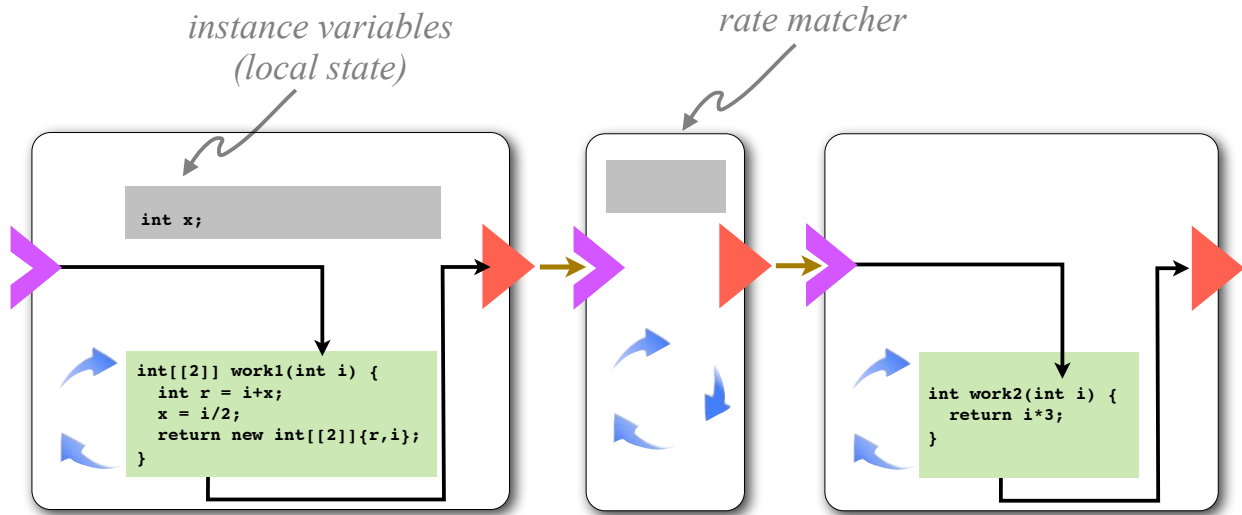 instance variables
(local state)
rate matcher
int x;
int[[2]] work1(int i) {
  int r = i+x;
  x = i/2;
  return new int[[2]]{r,i};
}
int work2(int i) {
  return i*3;
}